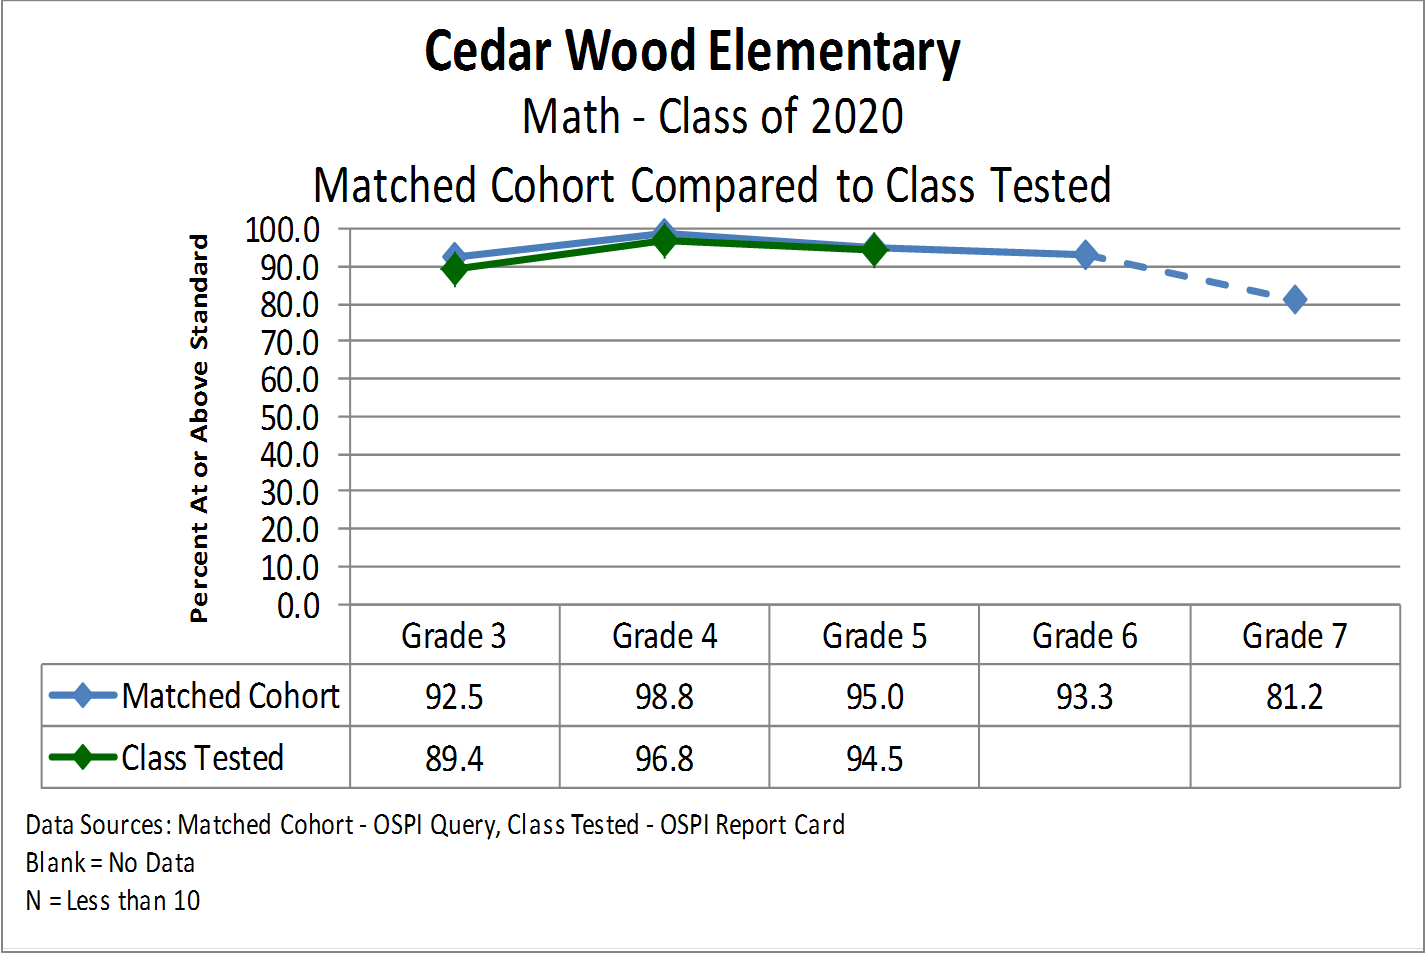 Cedar Wood Elementary
Math - Class of 2020
Matched Cohort Compared to Class Tested
Percent At or Above Standard
100.0
90.0
80.0
70.0
60.0
50.0
40.0
30.0
20.0
10.0
0.0
Grade 3 Grade 4 Grade 5 Grade 6 Grade 7
Matched Cohort 92.5 98.8 95.0 93.3 81.2
Class Tested 89.4 96.8 94.5
Data Sources: Matched Cohort - OSPI Query, Class Tested - OSPI Report Card
Blank = No Data
N = Less than 10